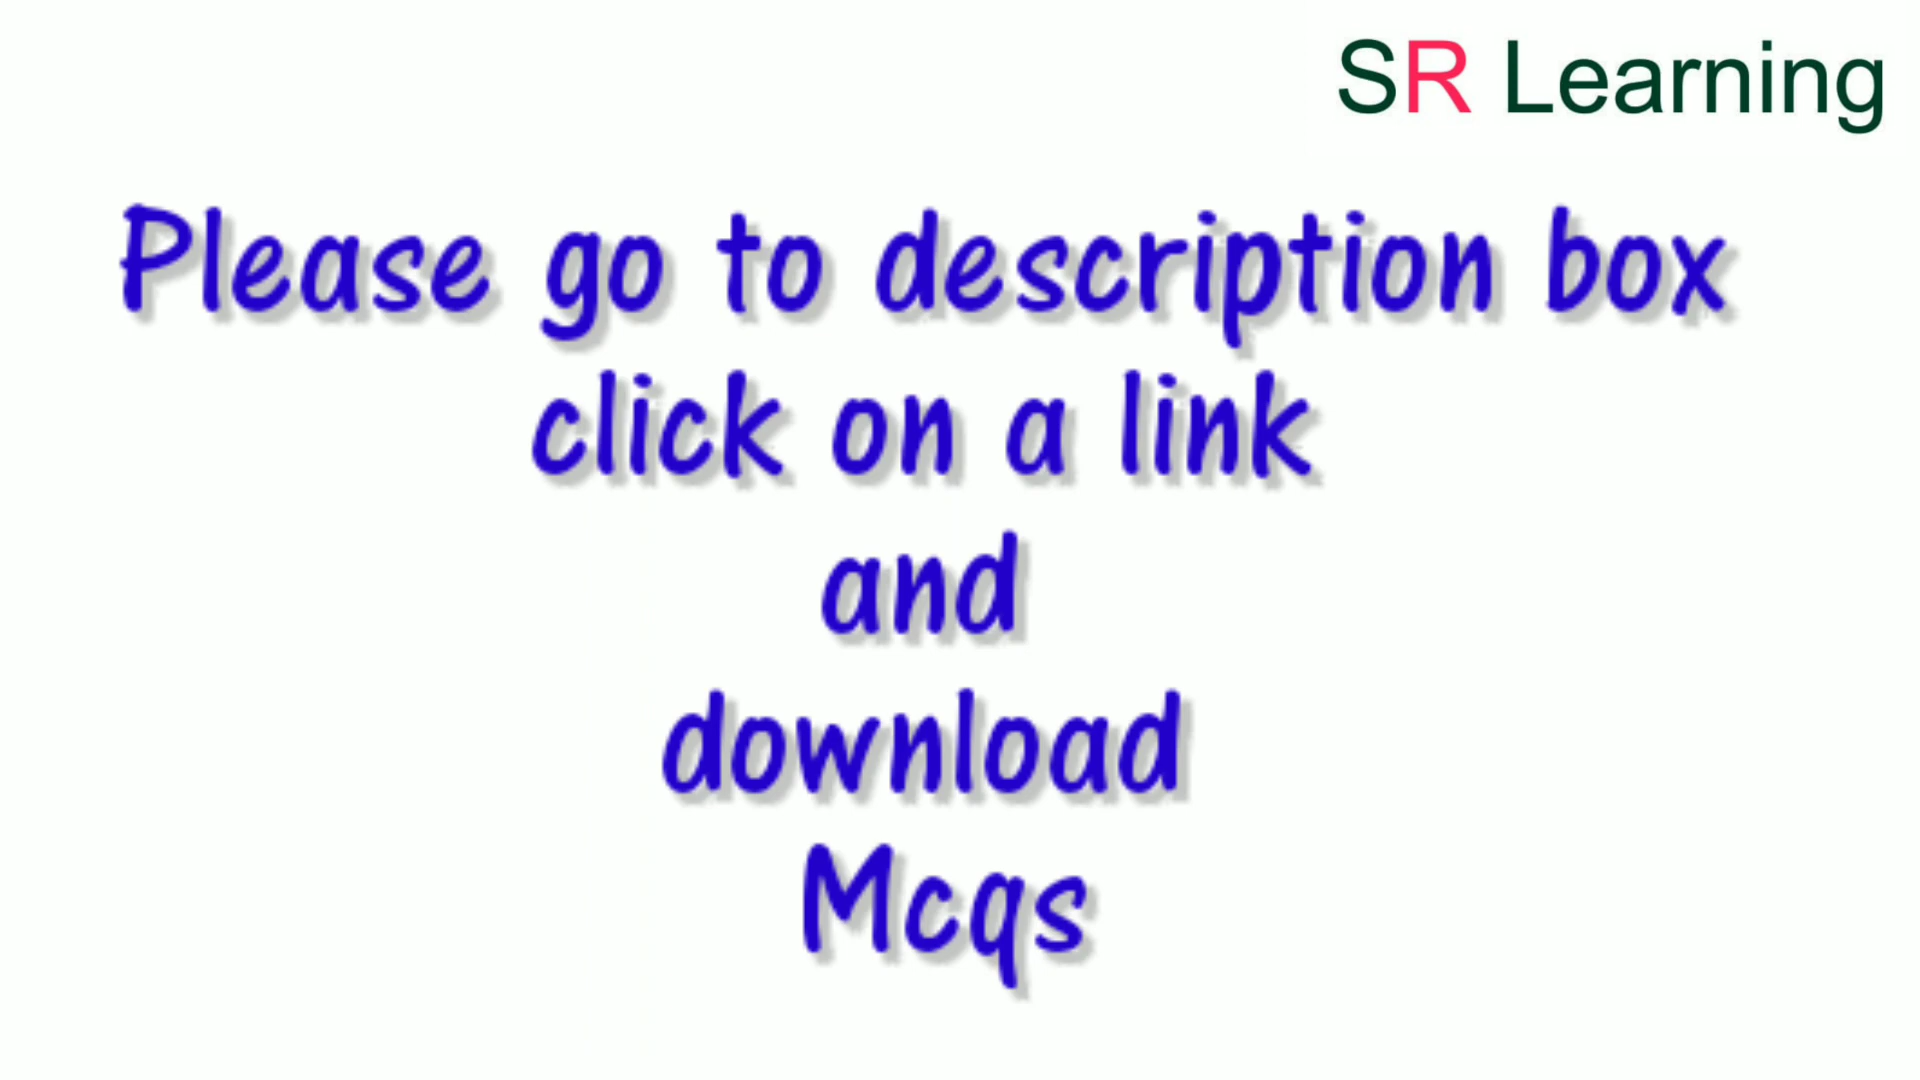 SR Learning
Please go to description box
click on a link
and
download
Mcqs